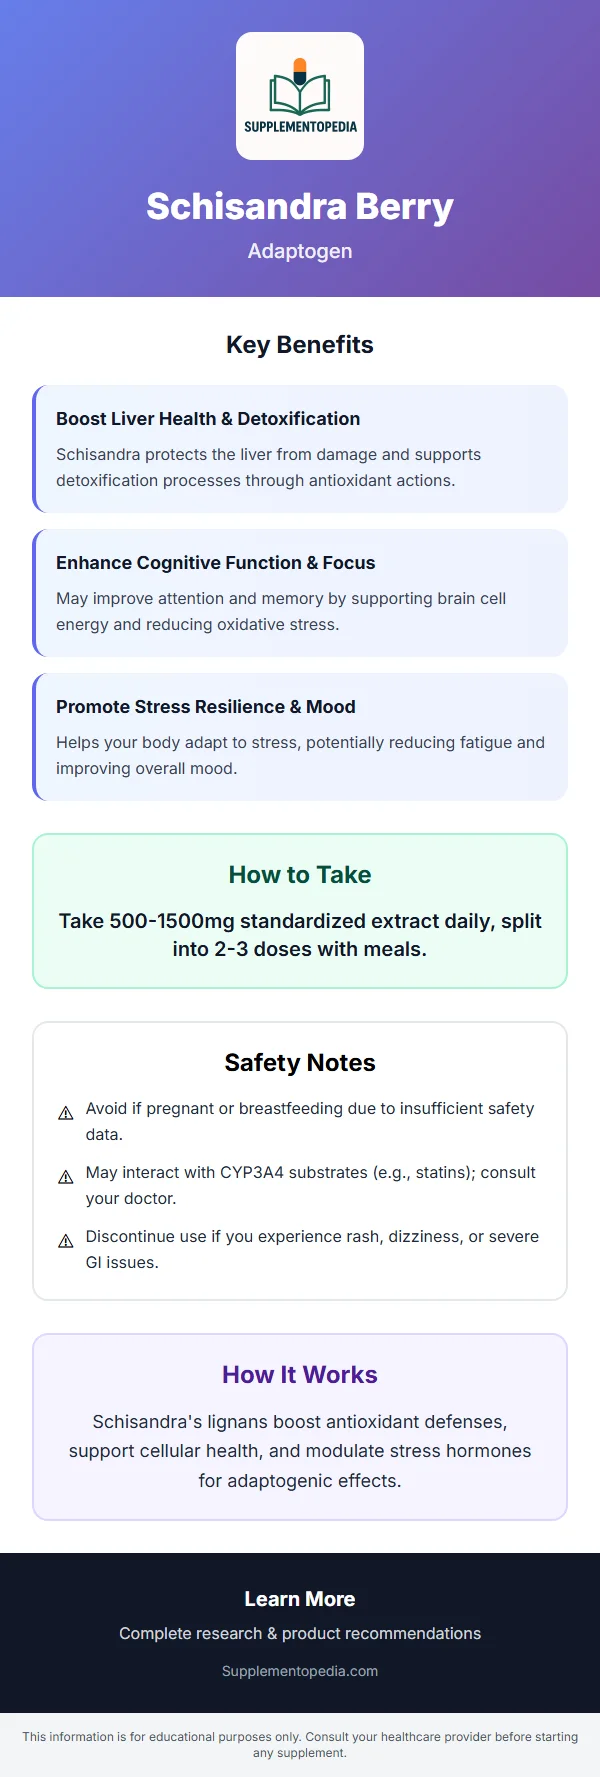 SUPPLEMENTOPEDIA
Schisandra Berry
Adaptogen
Key Benefits
Boost Liver Health & Detoxification
Schisandra protects the liver from damage and supports
detoxification processes through antioxidant actions.
Enhance Cognitive Function & Focus
May improve attention and memory by supporting brain cell
energy and reducing oxidative stress.
Promote Stress Resilience & Mood
Helps your body adapt to stress, potentially reducing fatigue and
improving overall mood.
How to Take
Take 500-1500mg standardized extract daily, split
into 2-3 doses with meals.
Safety Notes
⚠ Avoid if pregnant or breastfeeding due to insufficient safety
data.
⚠ May interact with CYP3A4 substrates (e.g., statins); consult
your doctor.
⚠ Discontinue use if you experience rash, dizziness, or severe
GI issues.
How It Works
Schisandra's lignans boost antioxidant defenses,
support cellular health, and modulate stress hormones
for adaptogenic effects.
Learn More
Complete research & product recommendations
Supplementopedia.com
This information is for educational purposes only. Consult your healthcare provider before starting
any supplement.